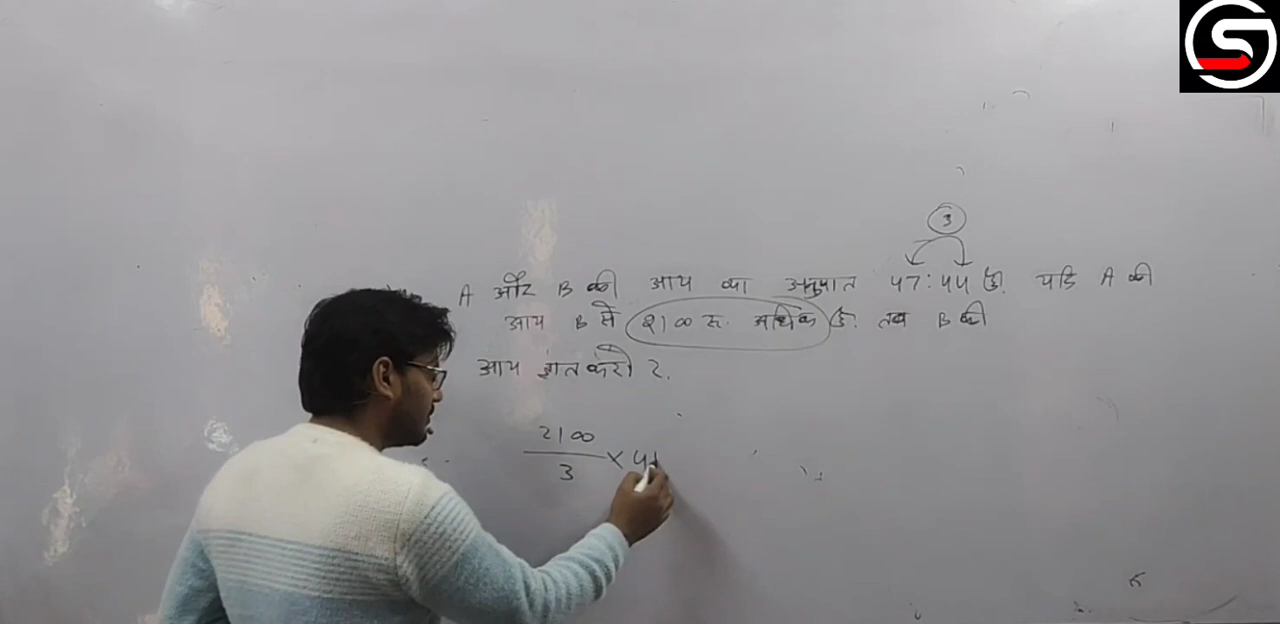 3
A और B की आय का अनुपात 47:44 है. यदि A की
आय B से 2100 रू. अधिक है. तब B की
आय ज्ञात करो ?.
2100
3 × 44